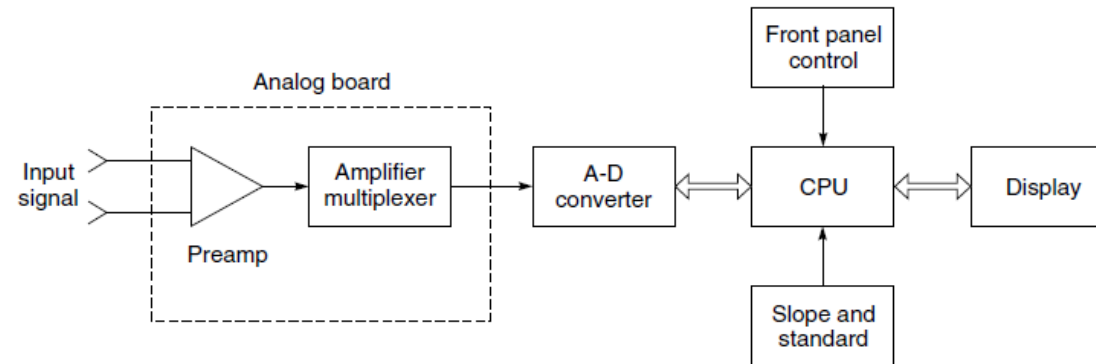 Front panel
control
Analog board
Input
signal
Amplifier
multiplexer
Preamp
A-D
converter
CPU
Display
Slope and
standard